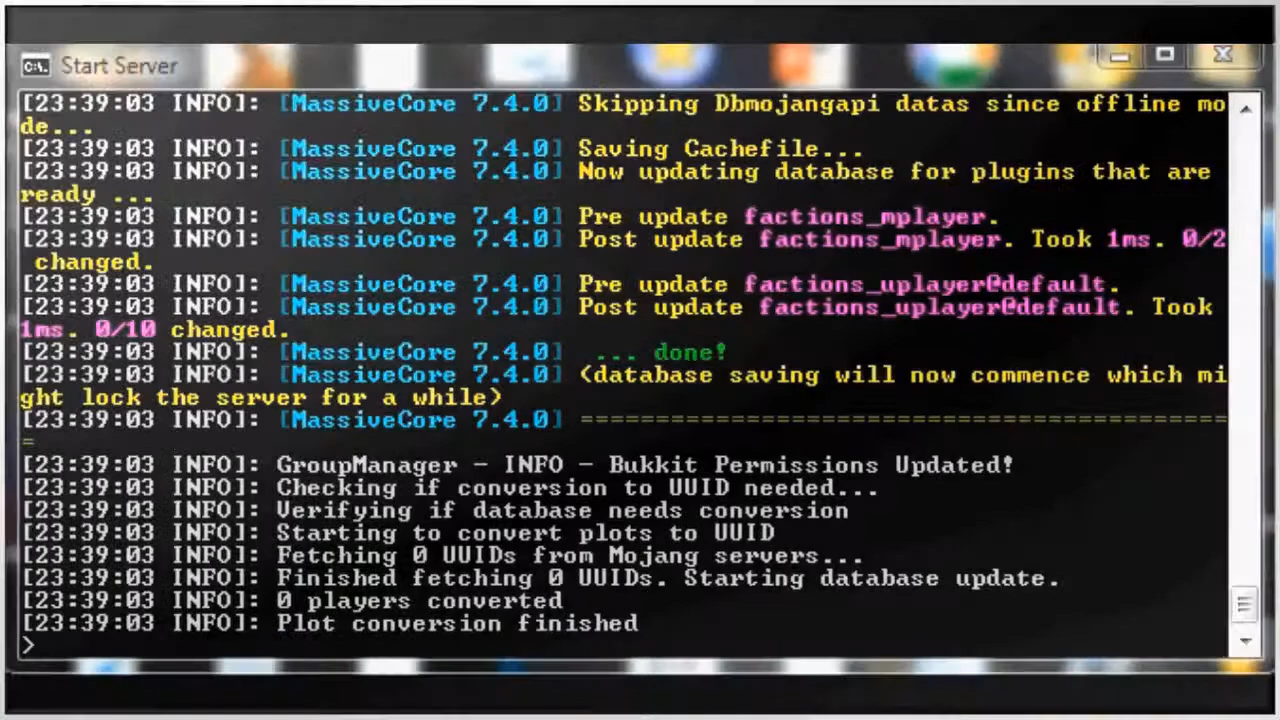 Start Server
[23:39:03 INFO]: [MassiveCore 7.4.0] Skipping Dbmojangapi datas since offline mo
de...
[23:39:03 INFO]: [MassiveCore 7.4.0] Saving Cachefile...
[23:39:03 INFO]: [MassiveCore 7.4.0] Now updating database for plugins that are
ready ...
[23:39:03 INFO]: [MassiveCore 7.4.0] Pre update factions_mplayer.
[23:39:03 INFO]: [MassiveCore 7.4.0] Post update factions_mplayer. Took 1ms. 0/2
changed.
[23:39:03 INFO]: [MassiveCore 7.4.0] Pre update factions_uplayer@default.
[23:39:03 INFO]: [MassiveCore 7.4.0] Post update factions_uplayer@default. Took
1ms. 0/10 changed.
[23:39:03 INFO]: [MassiveCore 7.4.0]  ... done!
[23:39:03 INFO]: [MassiveCore 7.4.0] (database saving will now commence which mi
ght lock the server for a while)
[23:39:03 INFO]: [MassiveCore 7.4.0] ===========================================
=
[23:39:03 INFO]: GroupManager - INFO - Bukkit Permissions Updated!
[23:39:03 INFO]: Checking if conversion to UUID needed...
[23:39:03 INFO]: Verifying if database needs conversion
[23:39:03 INFO]: Starting to convert plots to UUID
[23:39:03 INFO]: Fetching 0 UUIDs from Mojang servers...
[23:39:03 INFO]: Finished fetching 0 UUIDs. Starting database update.
[23:39:03 INFO]: 0 players converted
[23:39:03 INFO]: Plot conversion finished
>